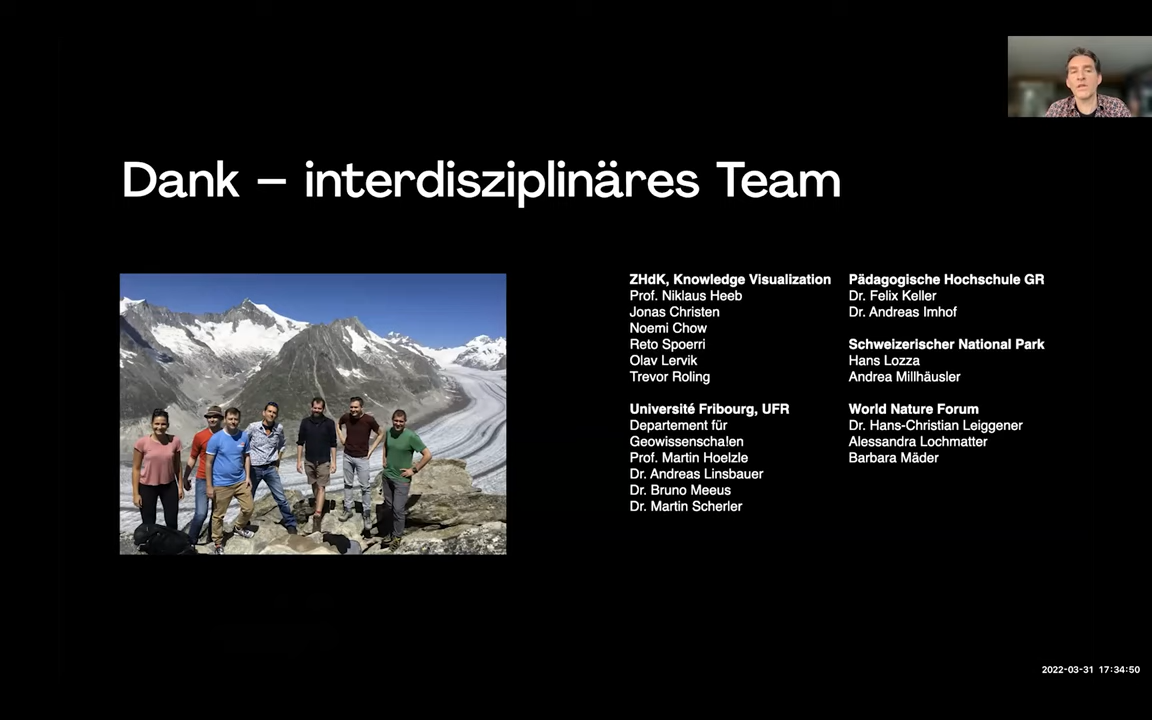 Dank – interdisziplinäres Team
ZHdK, Knowledge Visualization
Prof. Niklaus Heeb
Jonas Christen
Noemi Chow
Reto Spoerri
Olav Lervik
Trevor Roling
Université Fribourg, UFR
Departement für
Geowissenscha!en
Prof. Martin Hoelzle
Dr. Andreas Linsbauer
Dr. Bruno Meeus
Dr. Martin Scherler
Pädagogische Hochschule GR
Dr. Felix Keller
Dr. Andreas Imhof
Schweizerischer National Park
Hans Lozza
Andrea Millhäusler
World Nature Forum
Dr. Hans-Christian Leiggener
Alessandra Lochmatter
Barbara Mäder
2022-03-31 17:34:50